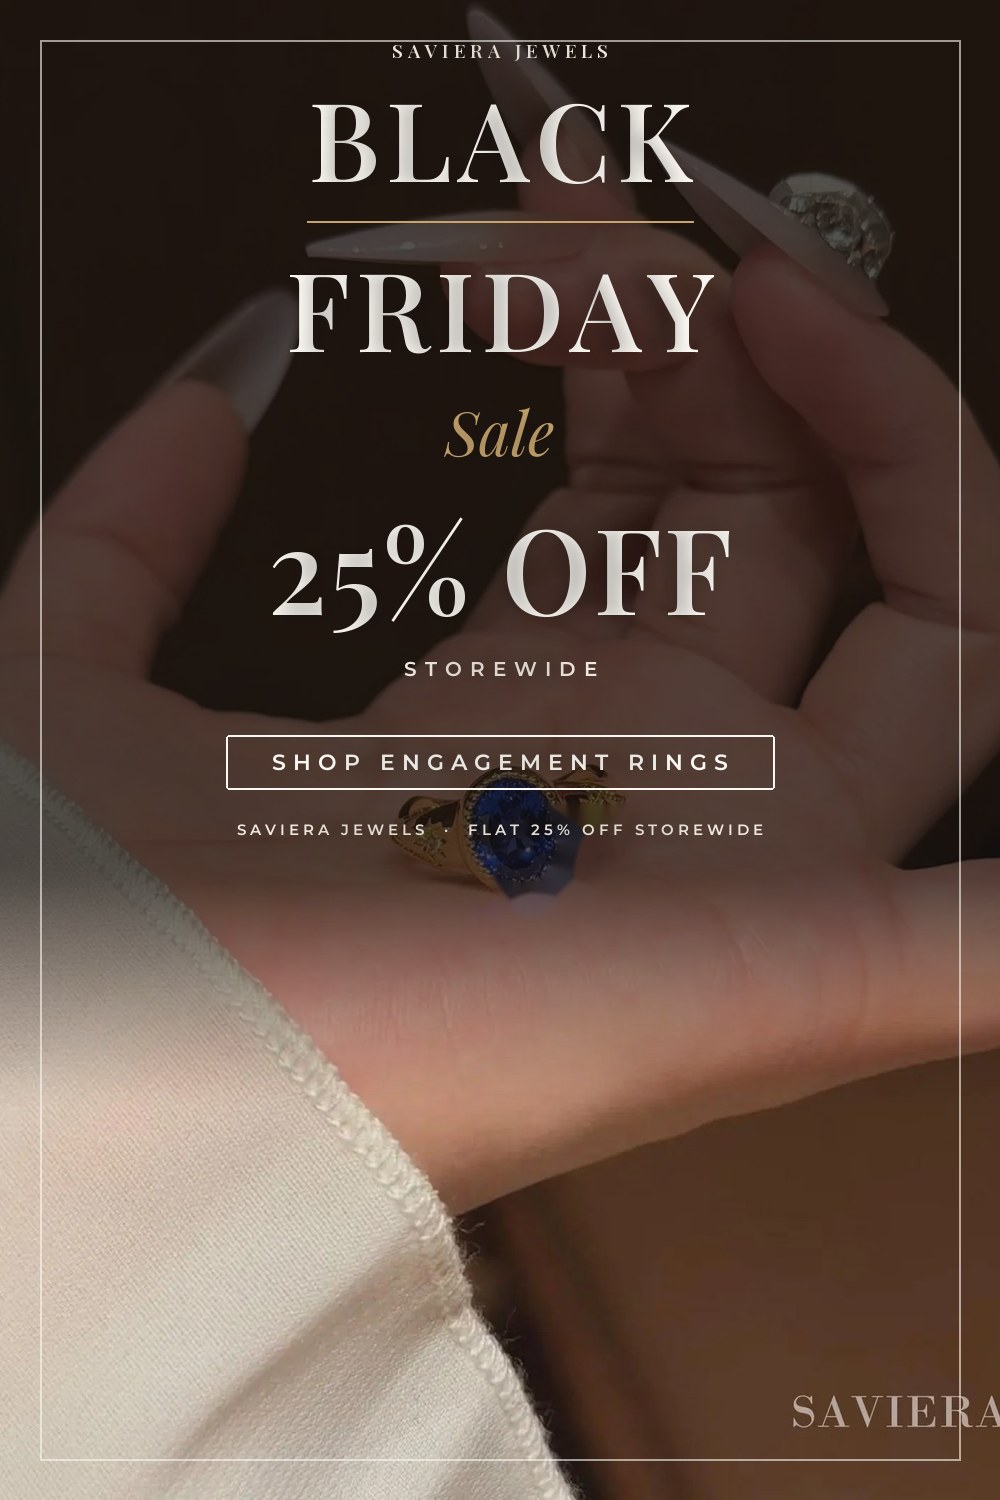 SAVIERA JEWELS
BLACK
FRIDAY
Sale
25% OFF
STOREWIDE
SHOP ENGAGEMENT RINGS
SAVIERA JEWELS · FLAT 25% OFF STOREWIDE
SAVIERA